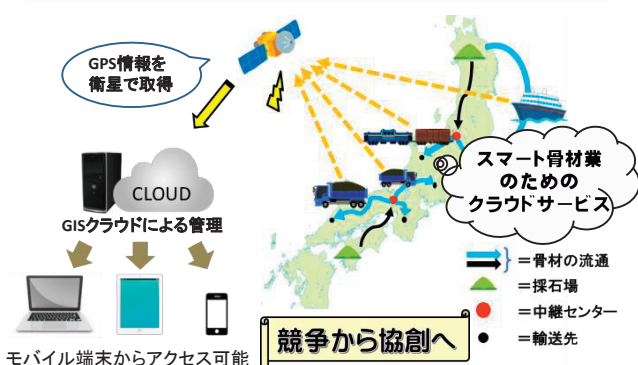 GPS情報を
衛星で取得
CLOUD
GISクラウドによる管理
モバイル端末からアクセス可能
スマート骨材業
のための
クラウドサービス
=骨材の流通
=採石場
=中継センター
=輸送先
競争から協創へ